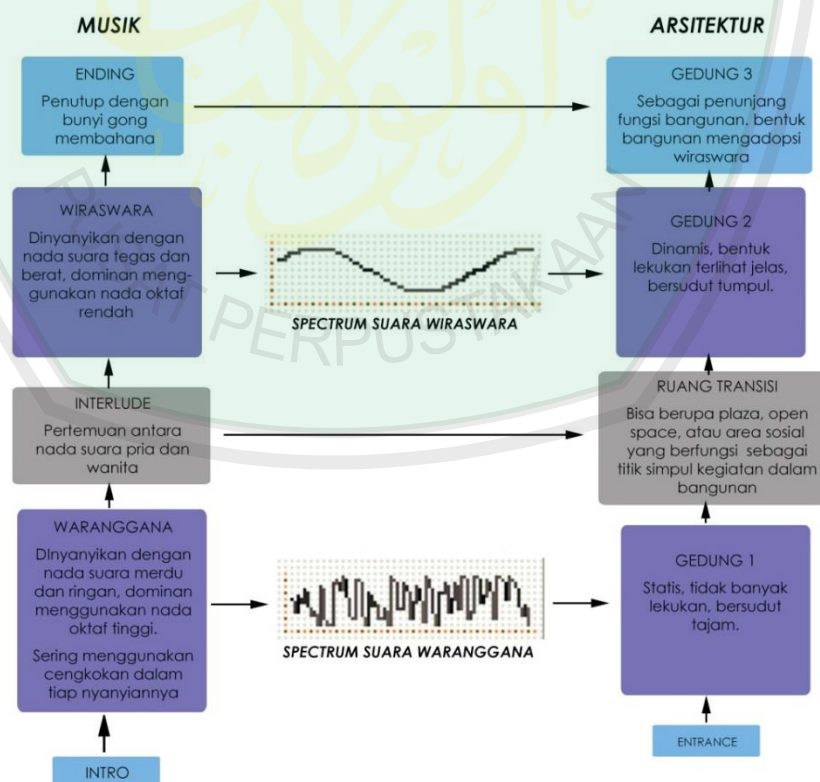 MUSIK
ARSITEKTUR
ENDING
Penutup dengan
bunyi gong
membahana
GEDUNG 3
Sebagai penunjang
fungsi bangunan. bentuk
bangunan mengadopsi
wiraswara
WIRASWARA
Dinyanyikan dengan
nada suara tegas dan
berat, dominan meng-
gunakan nada oktaf
rendah
SPECTRUM SUARA WIRASWARA
GEDUNG 2
Dinamis, bentuk
lekukan terlihat jelas,
bersudut tumpul.
INTERLUDE
Pertemuan antara
nada suara pria dan
wanita
RUANG TRANSISI
Bisa berupa plaza, open
space, atau area sosial
yang berfungsi sebagai
titik simpul kegiatan dalam
bangunan
WARANGGANA
DInyanyikan dengan
nada suara merdu
dan ringan, dominan
menggunakan nada
oktaf tinggi.
Sering menggunakan
cengkokan dalam
tiap nyanyiannya
SPECTRUM SUARA WARANGGANA
GEDUNG 1
Statis, tidak banyak
lekukan, bersudut
tajam.
INTRO
ENTRANCE
PERPUSTAKAAN